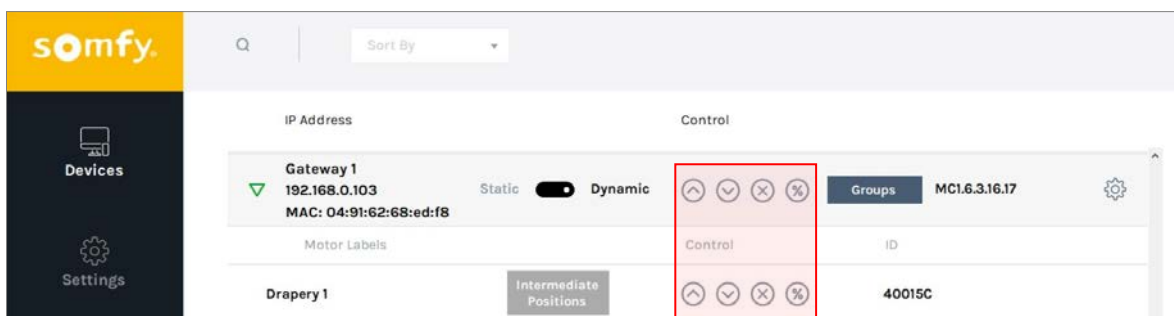 somfy.
Sort By
Devices
Settings
IP Address
Control
Gateway 1
192.168.0.103
MAC: 04:91:62:68:ed:f8
Static
Dynamic
%
Groups
MC1.6.3.16.17
Motor Labels
Control
ID
Drapery 1
Intermediate
Positions
%
40015C